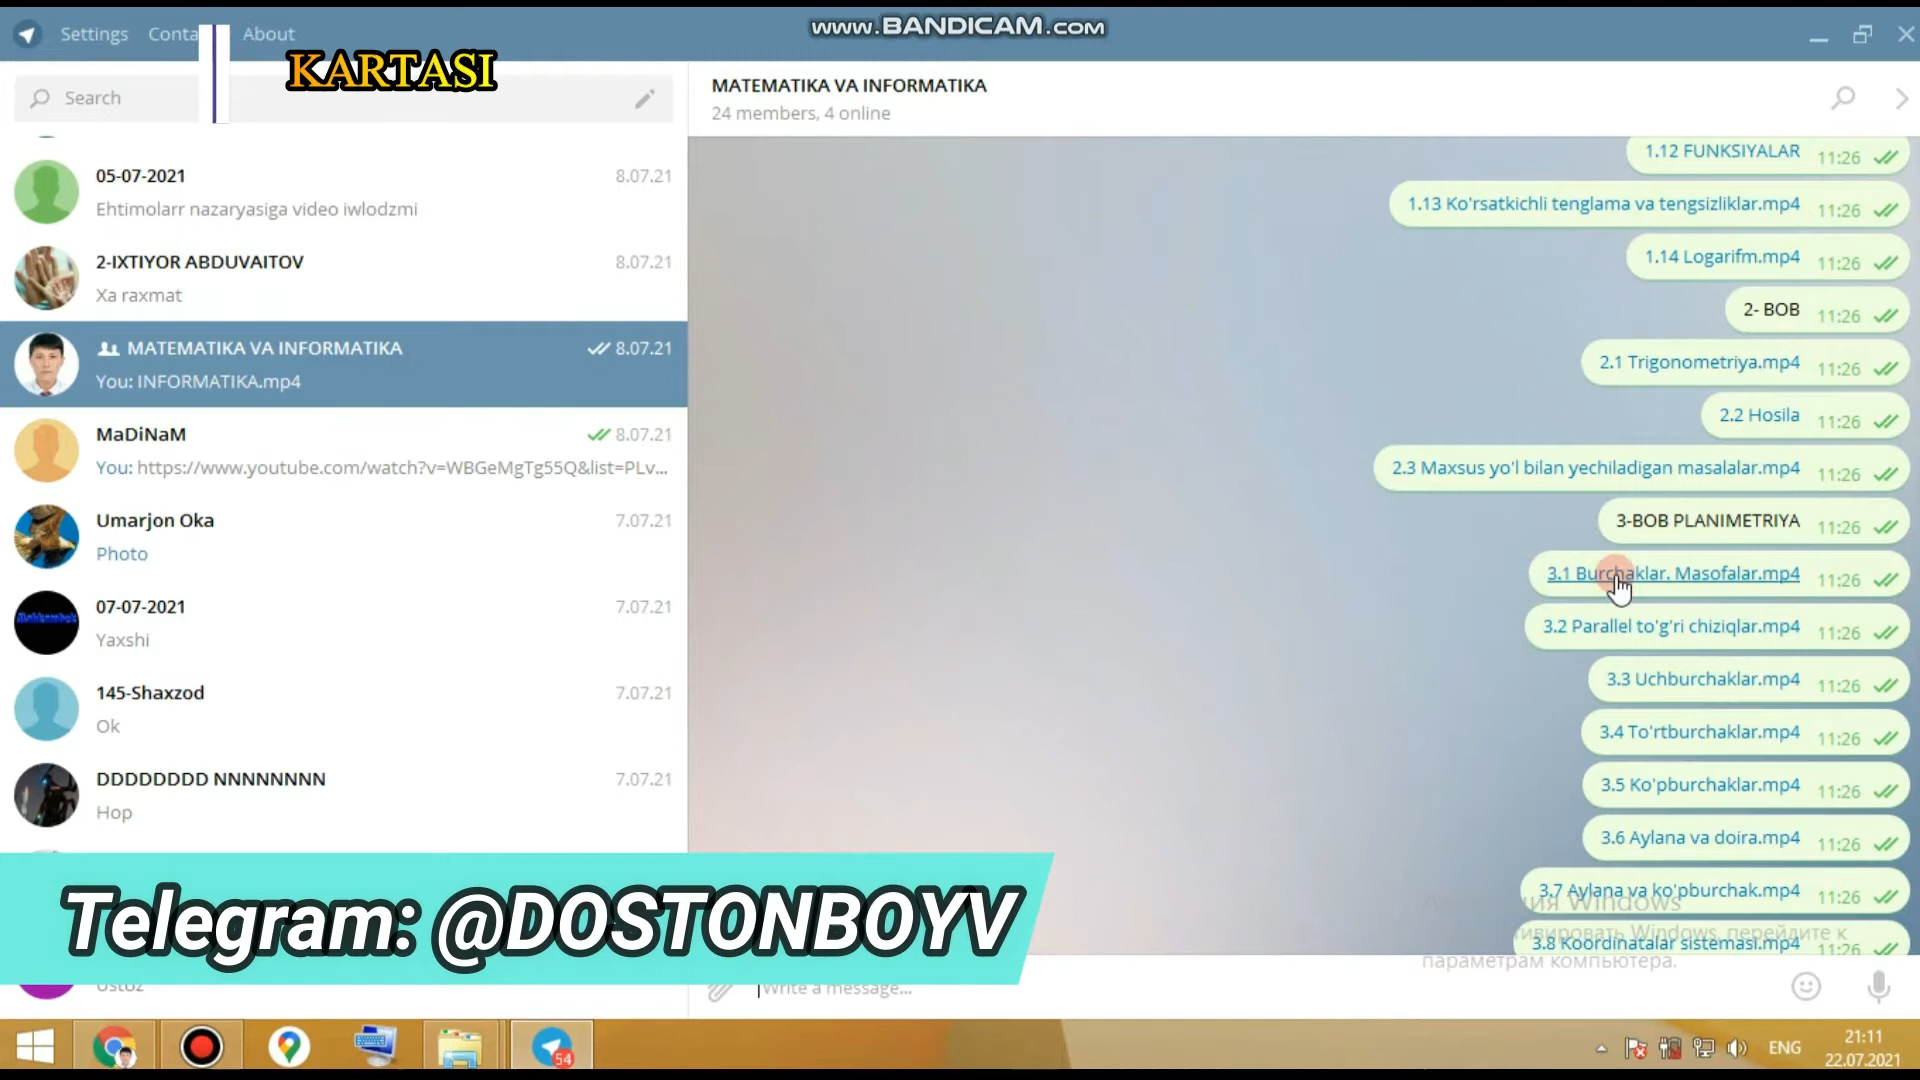 www.BANDICAM.com
Settings
Conta
About
KARTASI
Search
05-07-2021
8.07.21
Ehtimolarr nazaryasiga video iwlodzmi
2-IXTIYOR ABDUVAITOV
8.07.21
Xa raxmat
MATEMATIKA VA INFORMATIKA
8.07.21
You: INFORMATIKA.mp4
MaDiNaM
8.07.21
You: https://www.youtube.com/watch?v=WBGeMgTg55Q&list=PLv...
Umarjon Oka
7.07.21
Photo
07-07-2021
7.07.21
Yaxshi
145-Shaxzod
7.07.21
Ok
DDDDDDDD NNNNNNNN
7.07.21
Hop
Telegram: @DOSTONBOYV
Ustoz
MATEMATIKA VA INFORMATIKA
24 members, 4 online
1.12 FUNKSIYALAR 11:26
1.13 Ko'rsatkichli tenglama va tengsizliklar.mp4 11:26
1.14 Logarifm.mp4 11:26
2- BOB 11:26
2.1 Trigonometriya.mp4 11:26
2.2 Hosila 11:26
2.3 Maxsus yo'l bilan yechiladigan masalalar.mp4 11:26
3-BOB PLANIMETRIYA 11:26
3.1 Burchaklar. Masofalar.mp4 11:26
3.2 Parallel to'g'ri chiziqlar.mp4 11:26
3.3 Uchburchaklar.mp4 11:26
3.4 To'rtburchaklar.mp4 11:26
3.5 Ko'pburchaklar.mp4 11:26
3.6 Aylana va doira.mp4 11:26
3.7 Aylana va ko'pburchak.mp4 11:26
Windows
3.8 Koordinatalar sistemasi.mp4 11:26
Windows, перейдите к
параметрам компьютера.
Write a message...
54
ENG
21:11
22.07.2021